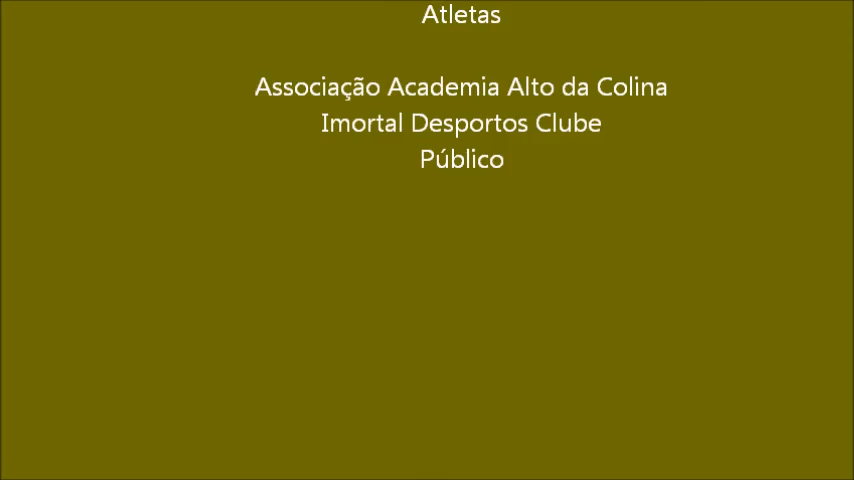 Atletas
Associação Academia Alto da Colina
Imortal Desportos Clube
Público